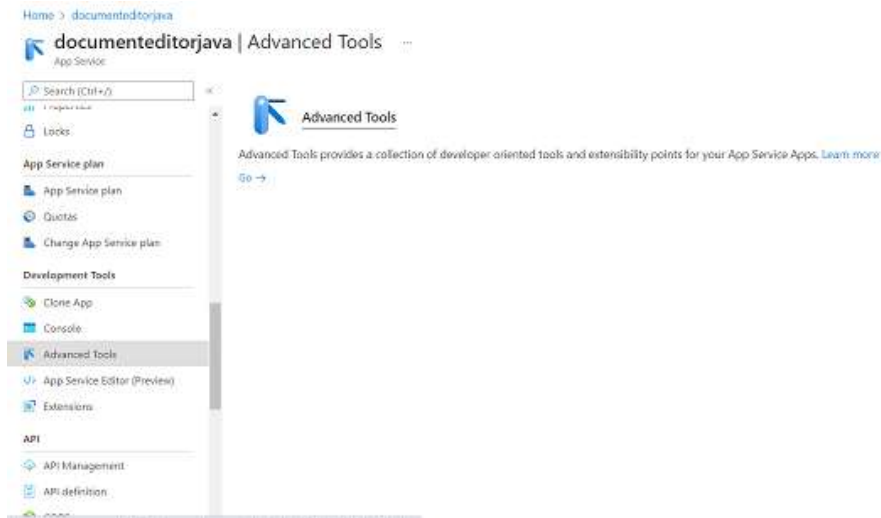 Home > documenteditorjava
documenteditorjava | Advanced Tools ...
App Service
Search (Ctrl+/)
«
Properties
Locks
App Service plan
App Service plan
Quotas
Change App Service plan
Development Tools
Clone App
Console
Advanced Tools
App Service Editor (Preview)
Extensions
API
API Management
API definition
CORS
Advanced Tools
Advanced Tools provides a collection of developer oriented tools and extensibility points for your App Service Apps. Learn more
Go →